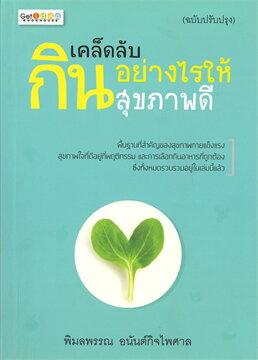 Get idea
(ฉบับปรับปรุง)
เคล็ดลับ
กินอย่างไรให้
สุขภาพดี
พื้นฐานที่สำคัญของสุขภาพกายแข็งแรง
สุขภาพใจที่ดีอยู่ที่พฤติกรรม และการเลือกกินอาหารที่ถูกต้อง
ซึ่งทั้งหมดรวบรวมอยู่ในเล่มนี้แล้ว
พิมลพรรณ อนันต์กิจไพศาล